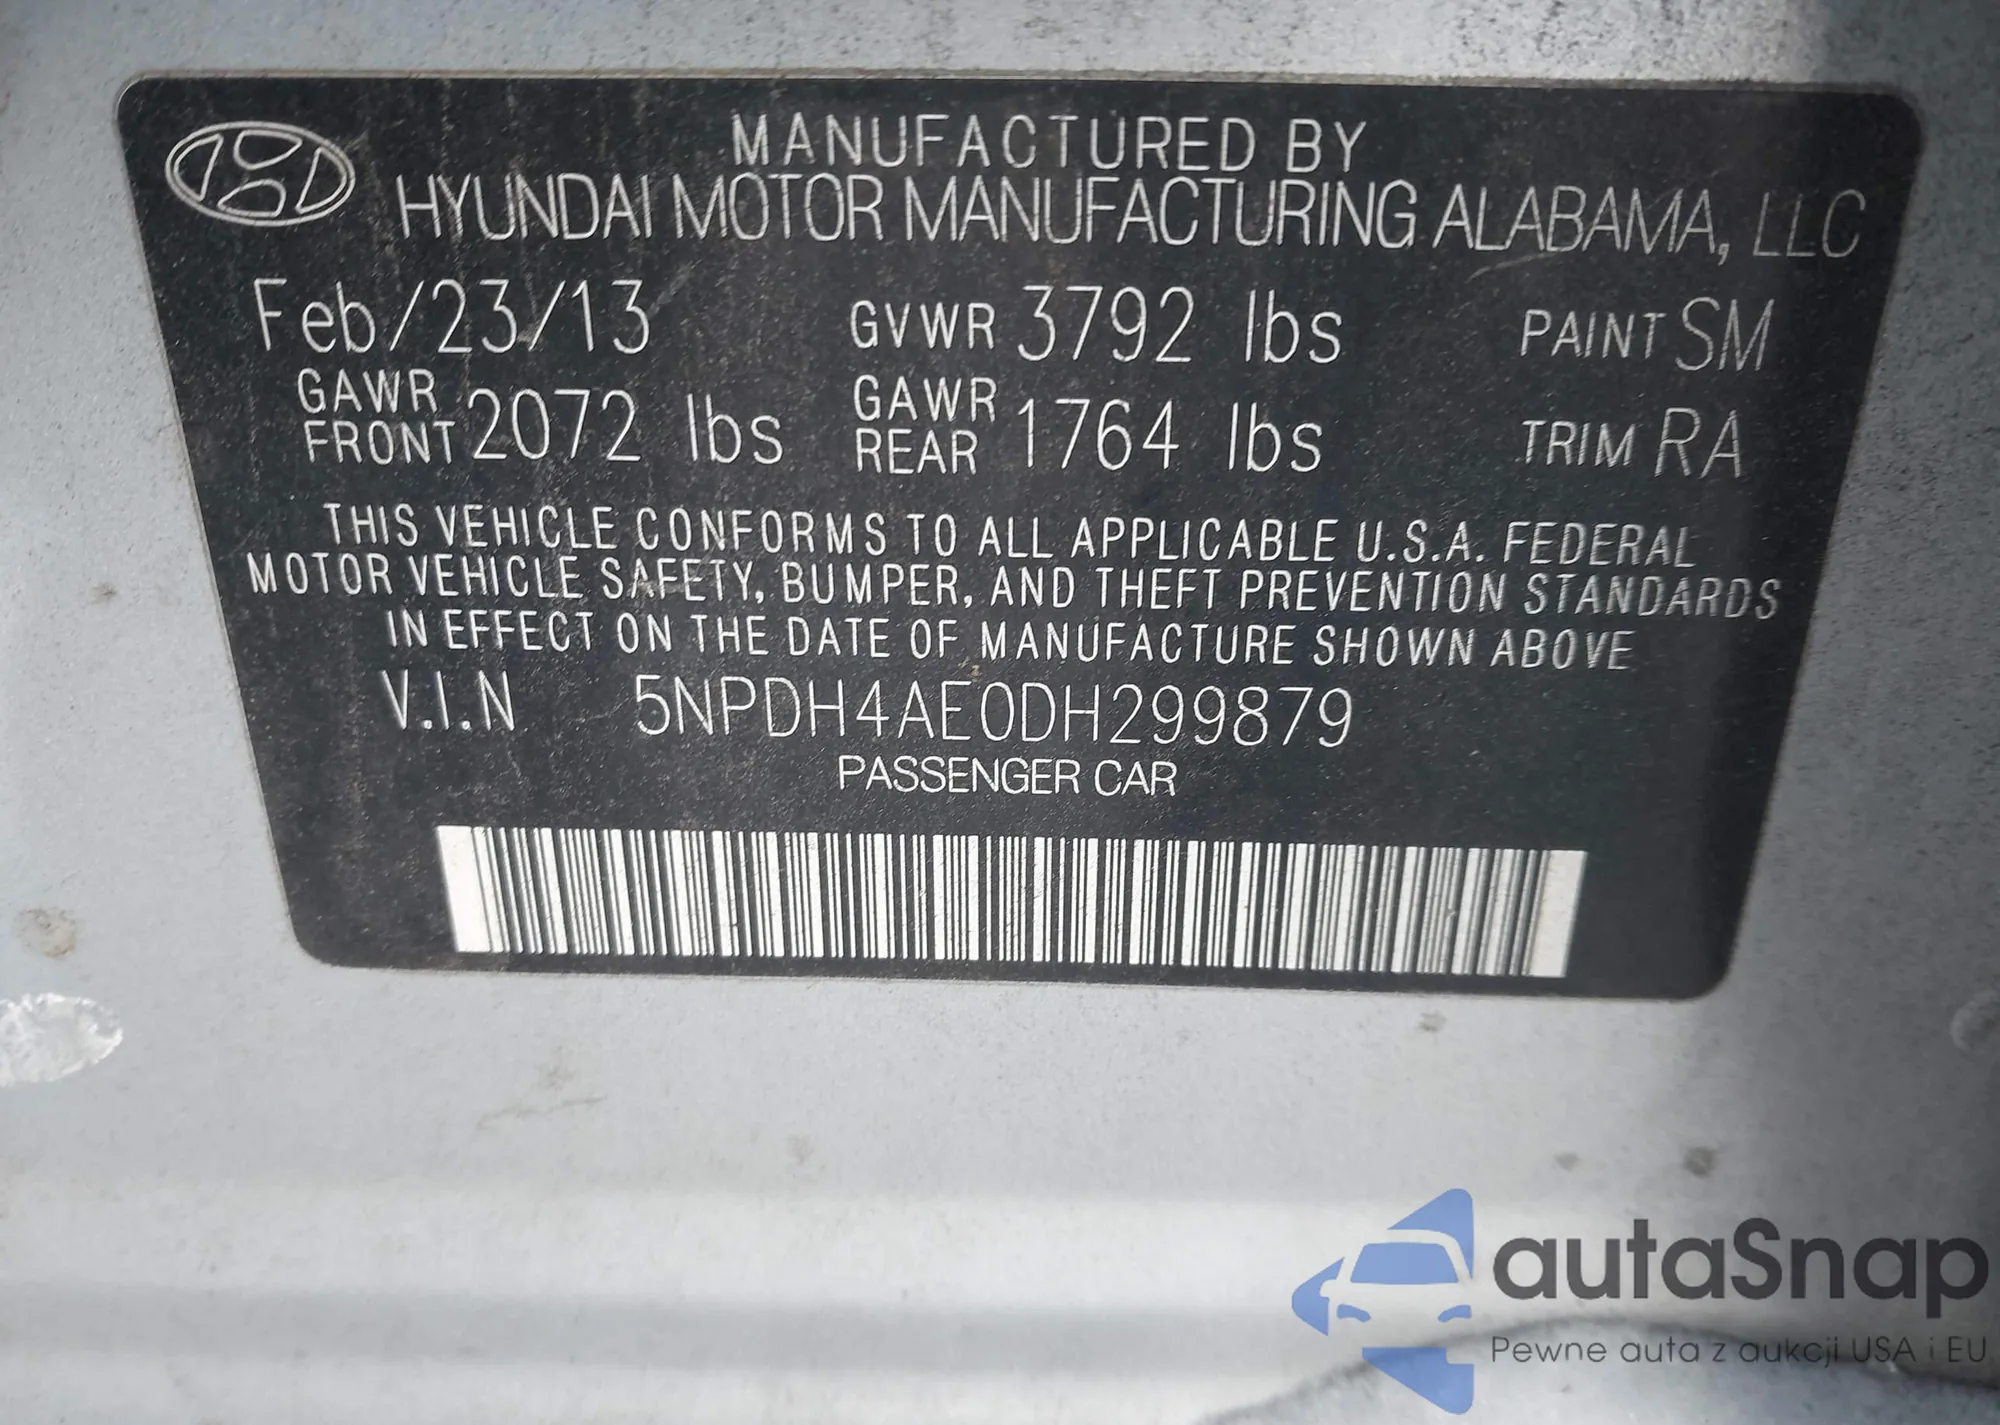 MANUFACTURED BY
HYUNDAI MOTOR MANUFACTURING ALABAMA, LLC
Feb/23/13 GVWR 3792 lbs PAINT SM
GAWR FRONT 2072 lbs GAWR REAR 1764 lbs TRIM RA
THIS VEHICLE CONFORMS TO ALL APPLICABLE U.S.A. FEDERAL
MOTOR VEHICLE SAFETY, BUMPER, AND THEFT PREVENTION STANDARDS
IN EFFECT ON THE DATE OF MANUFACTURE SHOWN ABOVE
V.I.N 5NPDH4AE0DH299879
PASSENGER CAR
autaSnap
Pewne auta z aukcji USA i EU